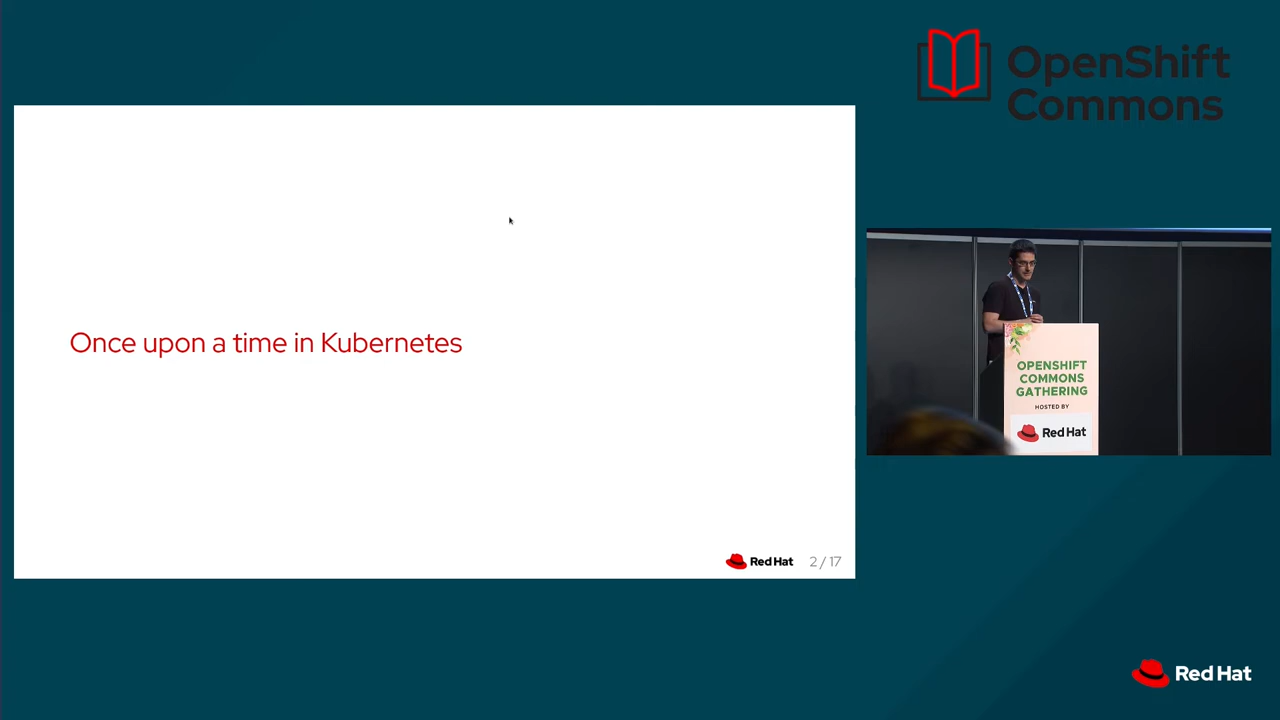 OpenShift
Commons
Once upon a time in Kubernetes
OPENSHIFT
COMMONS
GATHERING
HOSTED BY
Red Hat
Red Hat 2 / 17
Red Hat